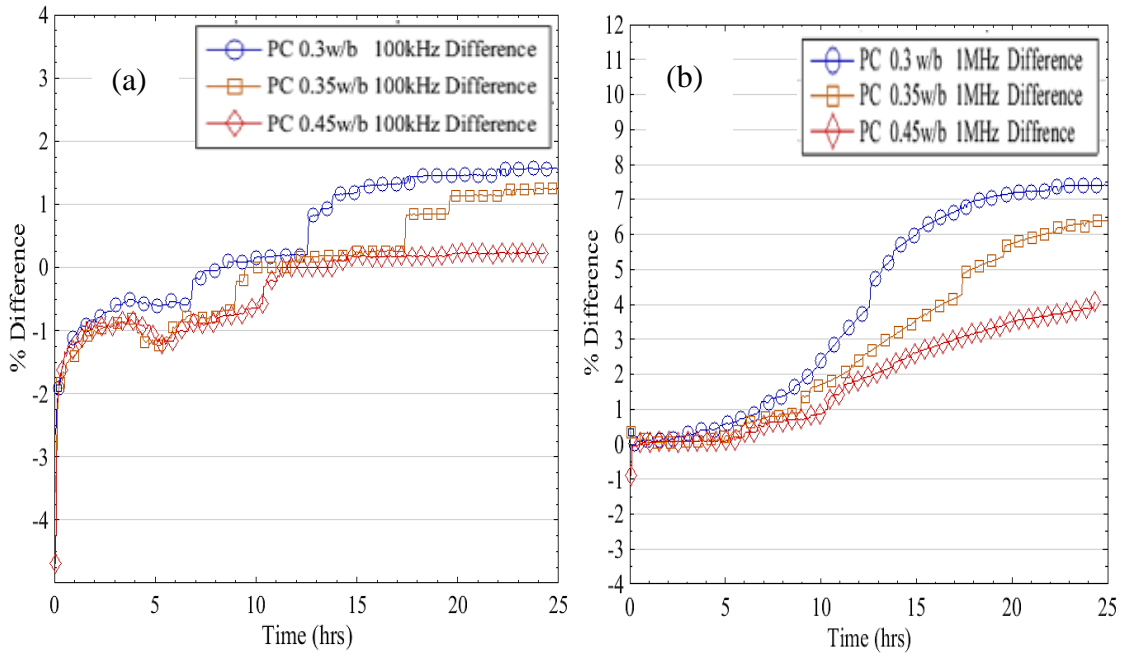 (a)
PC 0.3w/b 100kHz Difference
PC 0.35w/b 100kHz Difference
PC 0.45w/b 100kHz Difference
4
3
2
1
0
-1
-2
-3
-4
% Difference
0 5 10 15 20 25
Time (hrs)
(b)
PC 0.3 w/b 1MHz Difference
PC 0.35w/b 1MHz Difference
PC 0.45w/b 1MHz Diffrence
12
11
10
9
8
7
6
5
4
3
2
1
0
-1
-2
-3
-4
% Difference
0 5 10 15 20 25
Time (hrs)